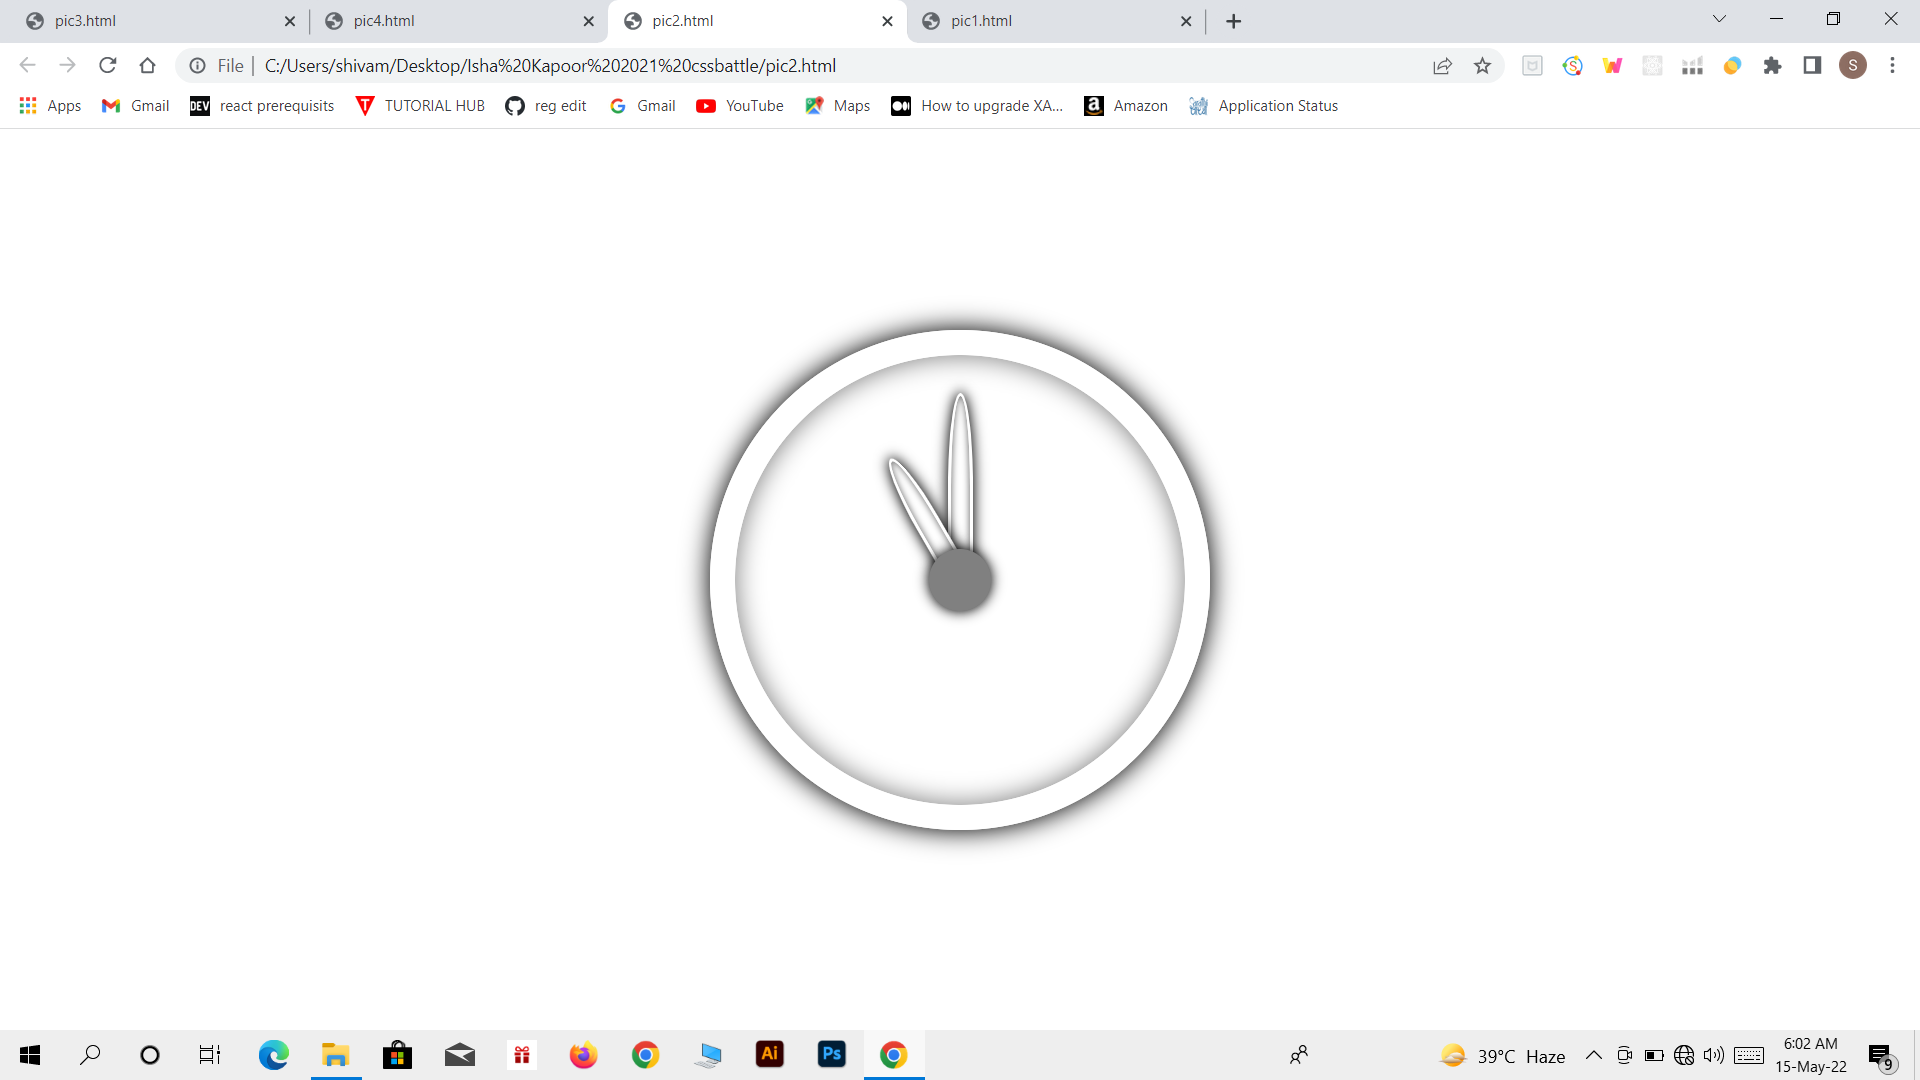 pic3.html
pic4.html
pic2.html
pic1.html
File C:/Users/shivam/Desktop/Isha%20Kapoor%202021%20cssbattle/pic2.html
S
Apps Gmail DEV react prerequisits TUTORIAL HUB reg edit Gmail YouTube Maps How to upgrade XA... Amazon Application Status
Ai Ps 39°C Haze
6:02 AM
15-May-22
9